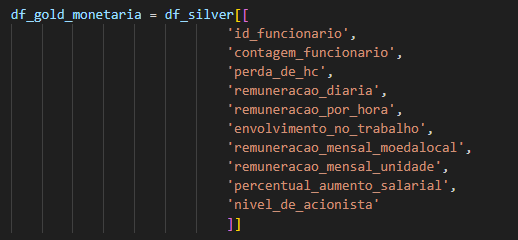 df_gold_monetaria = df_silver[[
'id_funcionario',
'contagem_funcionario',
'perda_de_hc',
'remuneracao_diaria',
'remuneracao_por_hora',
'envolvimento_no_trabalho',
'remuneracao_mensal_moedalocal',
'remuneracao_mensal_unidade',
'percentual_aumento_salarial',
'nivel_de_acionista'
]]